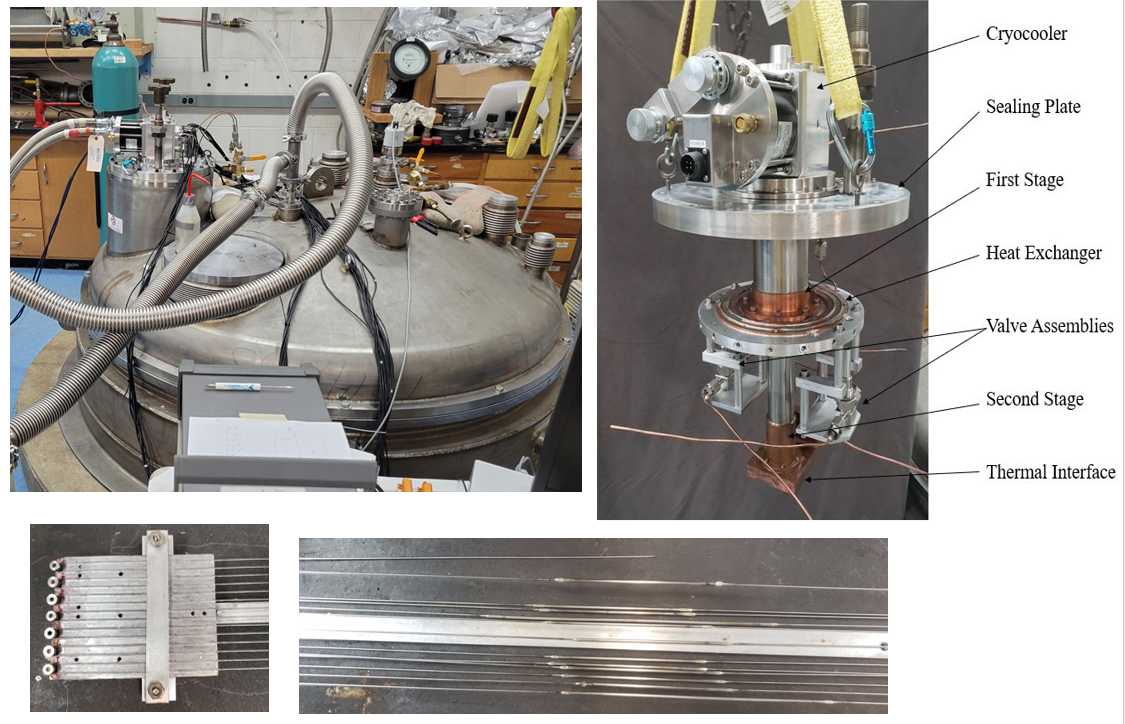 Cryocooler
Sealing Plate
First Stage
Heat Exchanger
Valve Assemblies
Second Stage
Thermal Interface